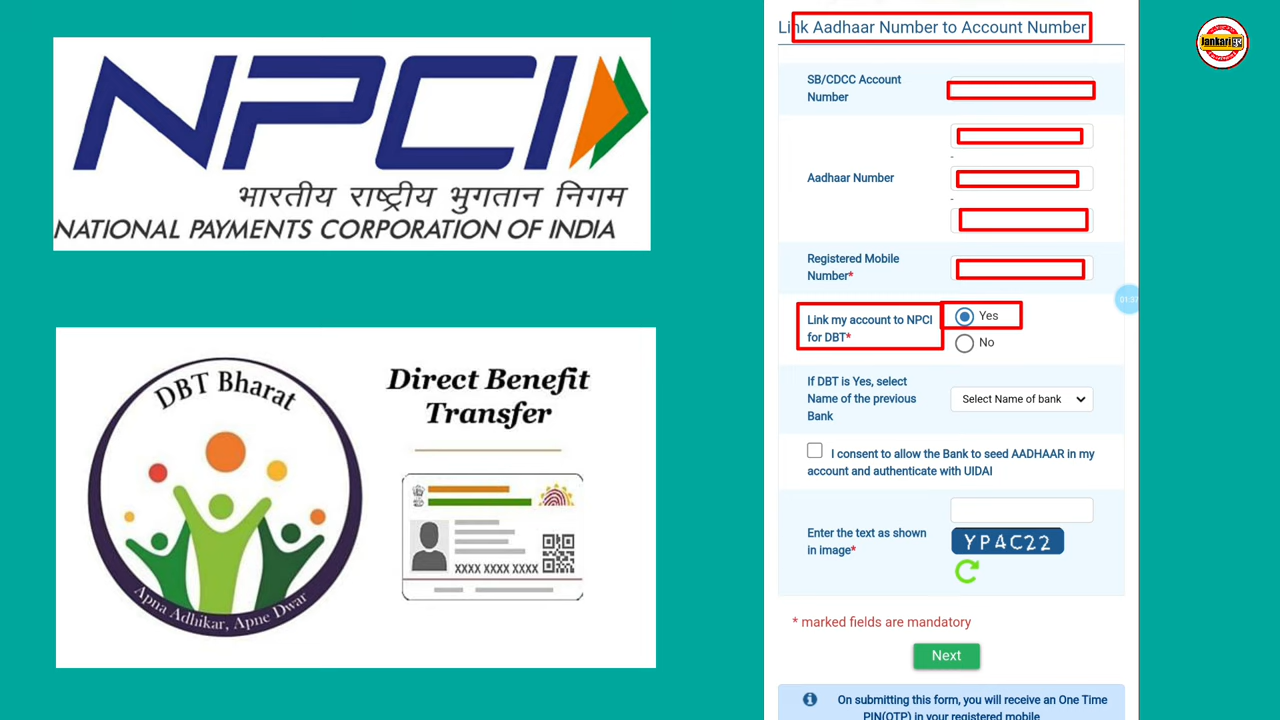 NPCI
भारतीय राष्ट्रीय भुगतान निगम
NATIONAL PAYMENTS CORPORATION OF INDIA
DBT Bharat
Apna Adhikar, Apne Dwar
Direct Benefit
Transfer
XXXX XXXX XXXX
Link Aadhaar Number to Account Number
SB/CDCC Account
Number
-
Aadhaar Number
-
Registered Mobile
Number*
Link my account to NPCI
for DBT*
Yes
No
If DBT is Yes, select
Name of the previous
Bank
Select Name of bank
I consent to allow the Bank to seed AADHAAR in my
account and authenticate with UIDAI
Enter the text as shown
in image*
YP4C22
* marked fields are mandatory
Next
On submitting this form, you will receive an One Time
PIN(OTP) in your registered mobile
Jankari